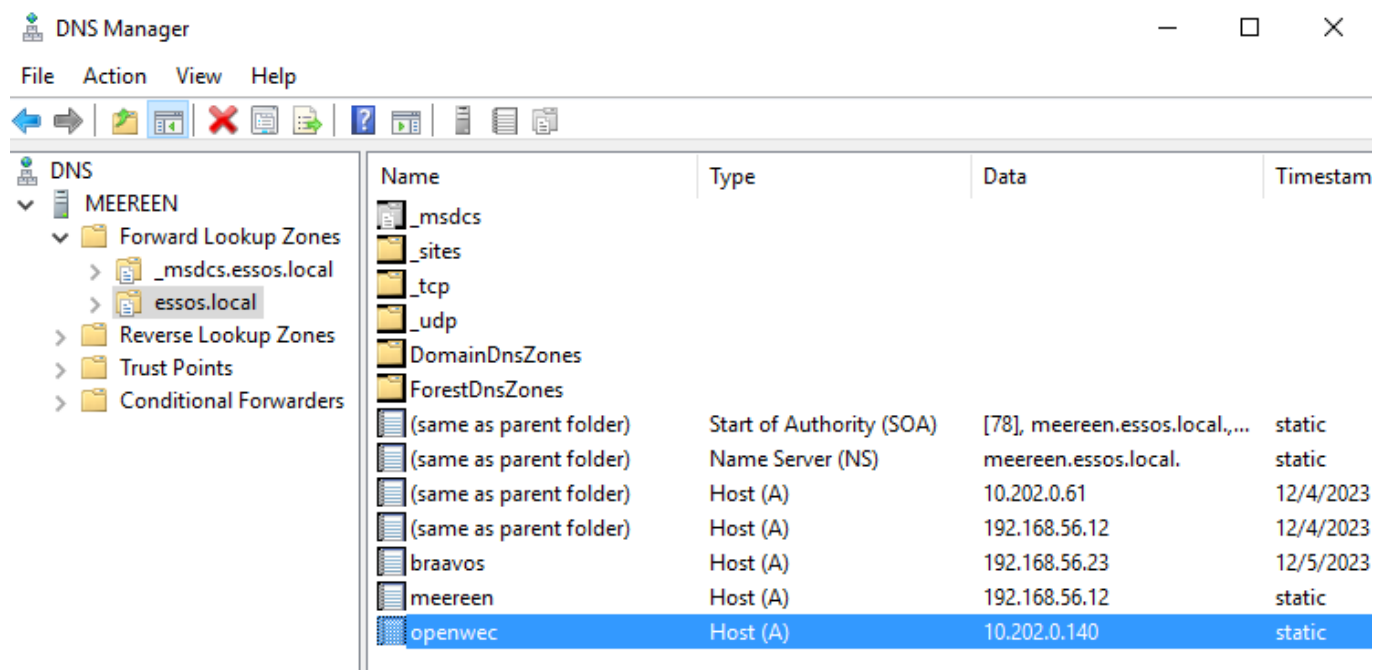 DNS Manager
File Action View Help
DNS
MEEREEN
Forward Lookup Zones
_msdcs.essos.local
essos.local
Reverse Lookup Zones
Trust Points
Conditional Forwarders
Name Type Data Timestam
_msdcs
_sites
_tcp
_udp
DomainDnsZones
ForestDnsZones
(same as parent folder) Start of Authority (SOA) [78], meereen.essos.local.,... static
(same as parent folder) Name Server (NS) meereen.essos.local. static
(same as parent folder) Host (A) 10.202.0.61 12/4/2023
(same as parent folder) Host (A) 192.168.56.12 12/4/2023
braavos Host (A) 192.168.56.23 12/5/2023
meereen Host (A) 192.168.56.12 static
openwec Host (A) 10.202.0.140 static